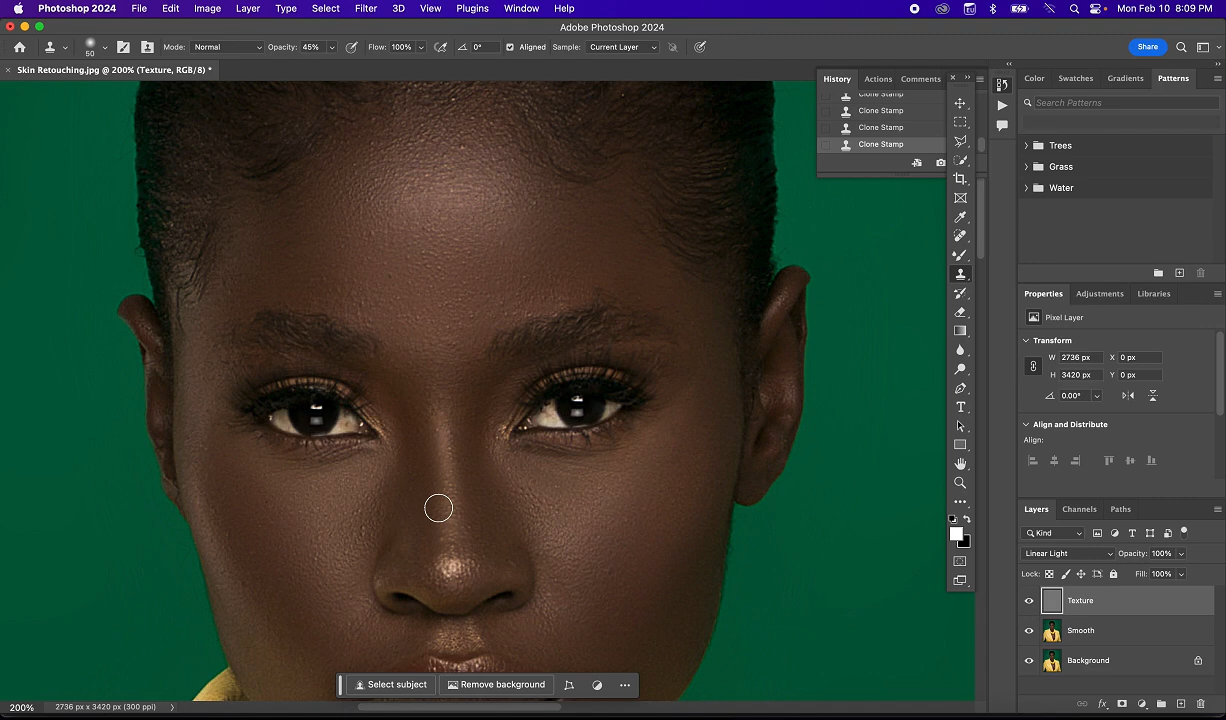 Photoshop 2024 File Edit Image Layer Type Select Filter 3D View Plugins Window Help Mon Feb 10 8:09 PM
Adobe Photoshop 2024
50 Mode: Normal Opacity: 45% Flow: 100% 0° Aligned Sample: Current Layer Share
× Skin Retouching.jpg @ 200% (Texture, RGB/8) *
History Actions Comments
Clone Stamp
Clone Stamp
Clone Stamp
Clone Stamp
Color Swatches Gradients Patterns
Search Patterns
Trees
Grass
Water
Properties Adjustments Libraries
Pixel Layer
Transform
W 2736 px X 0 px
H 3420 px Y 0 px
0.00°
Align and Distribute
Align:
Layers Channels Paths
Kind
Linear Light Opacity: 100%
Lock: Fill: 100%
Texture
Smooth
Background
Select subject Remove background
200% 2736 px x 3420 px (300 ppi)